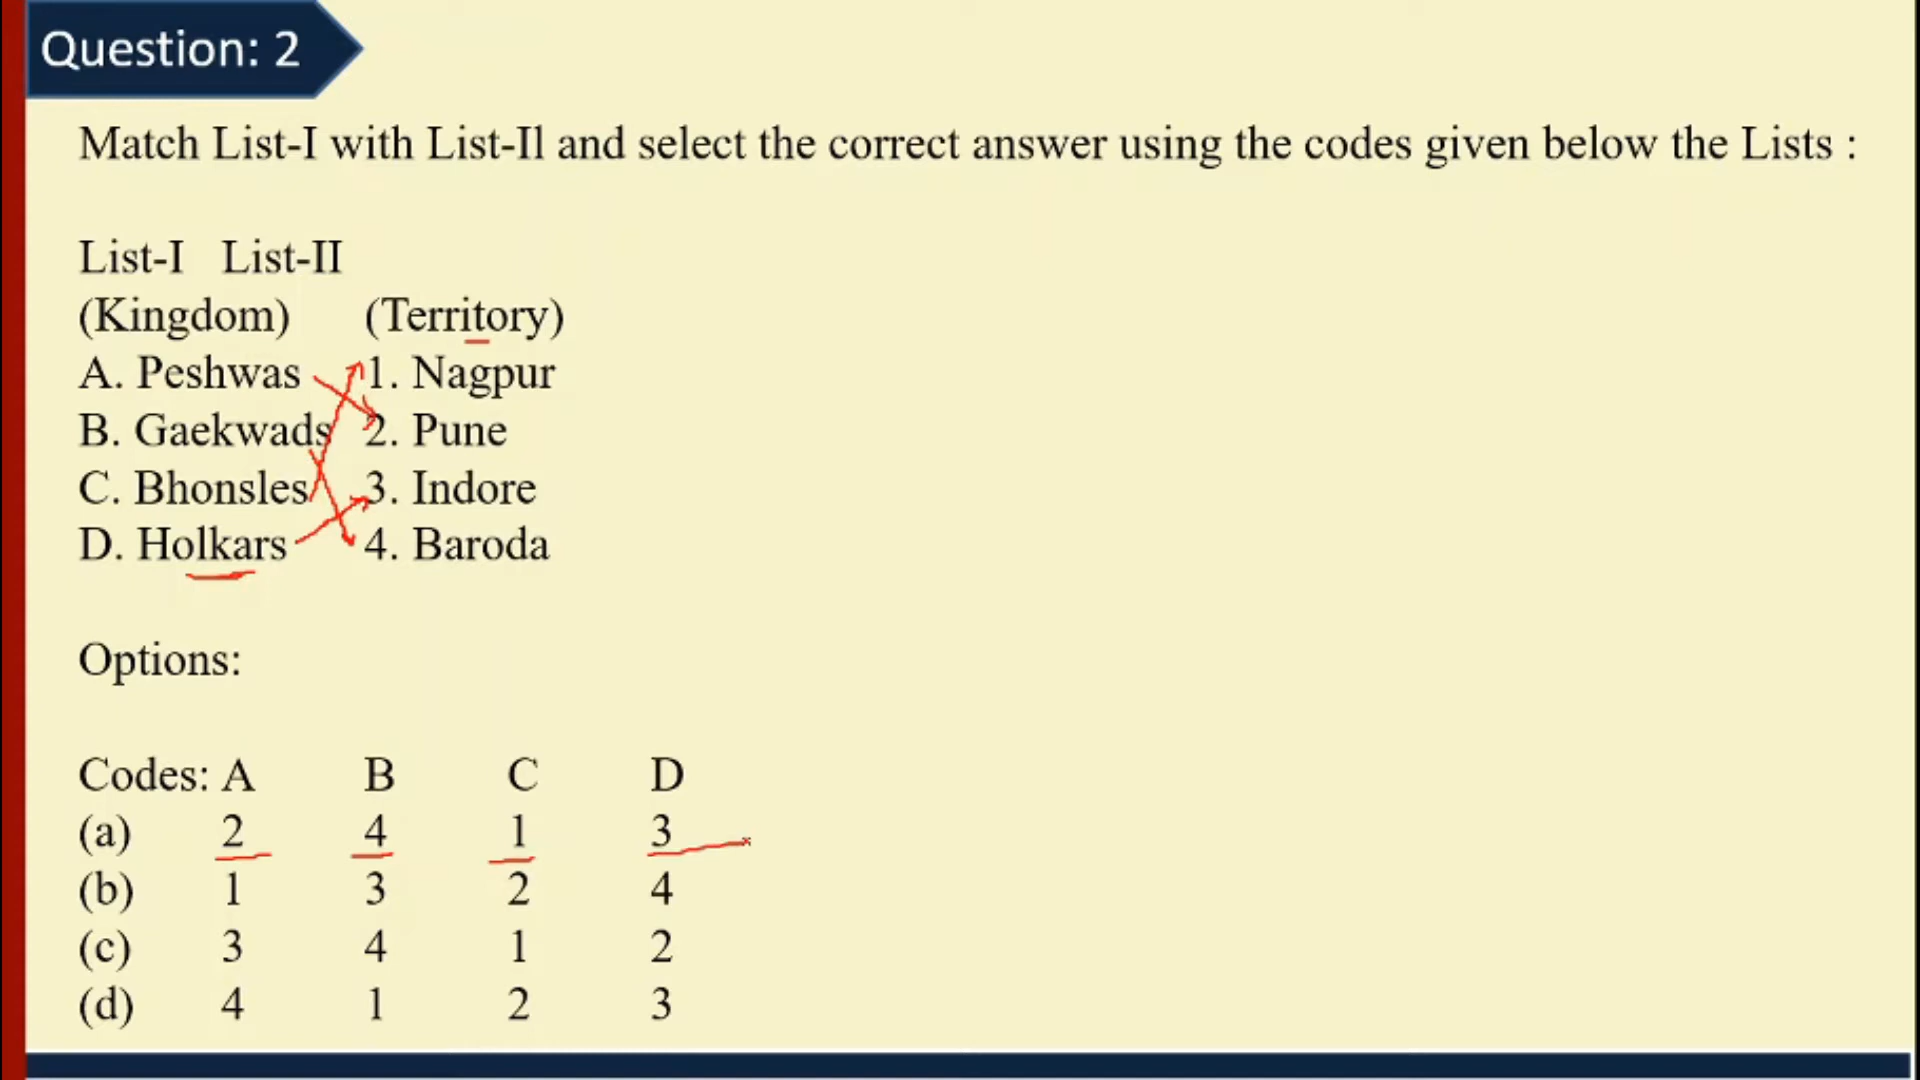 Question: 2
Match List-I with List-Il and select the correct answer using the codes given below the Lists :
List-I List-II
(Kingdom) (Territory)
A. Peshwas 1. Nagpur
B. Gaekwads 2. Pune
C. Bhonsles 3. Indore
D. Holkars 4. Baroda
Options:
Codes: A B C D
(a) 2 4 1 3
(b) 1 3 2 4
(c) 3 4 1 2
(d) 4 1 2 3